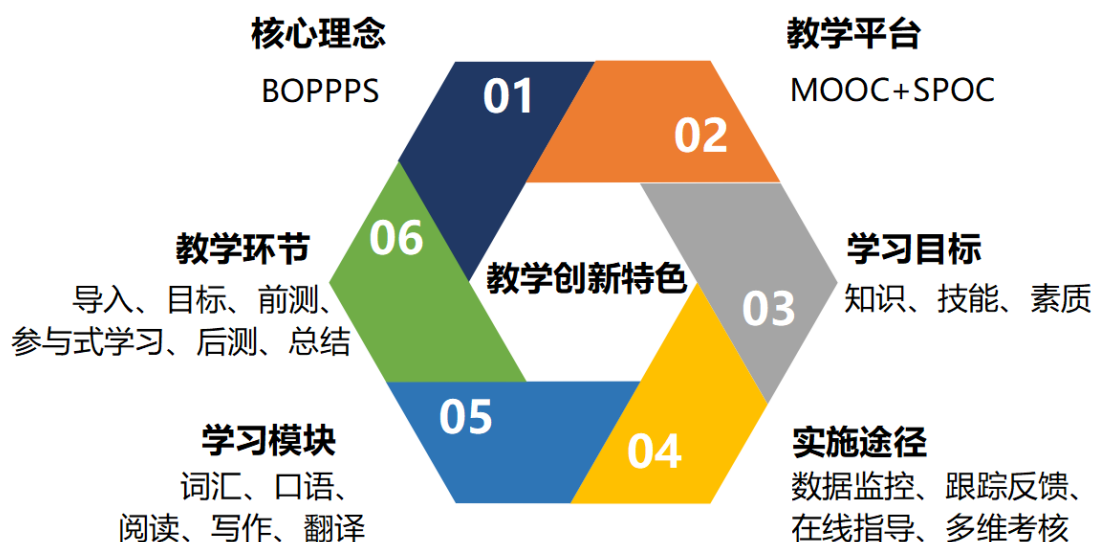 核心理念
BOPPPS
01
教学平台
MOOC+SPOC
02
学习目标
知识、技能、素质
03
实施途径
数据监控、跟踪反馈、
在线指导、多维考核
04
学习模块
词汇、口语、
阅读、写作、翻译
05
教学环节
导入、目标、前测、
参与式学习、后测、总结
06
教学创新特色